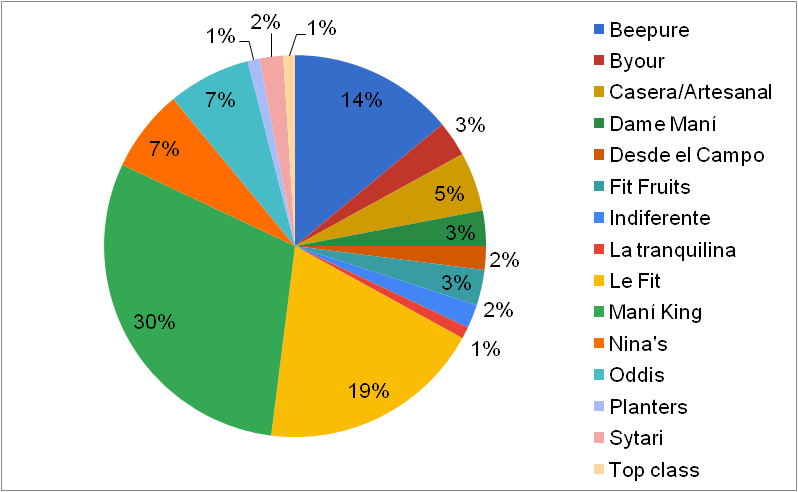 1%
2%
1%
14%
3%
5%
3%
2%
3%
2%
1%
19%
30%
7%
7%
Beepure
Byour
Casera/Artesanal
Dame Maní
Desde el Campo
Fit Fruits
Indiferente
La tranquilina
Le Fit
Maní King
Nina's
Oddis
Planters
Sytari
Top class